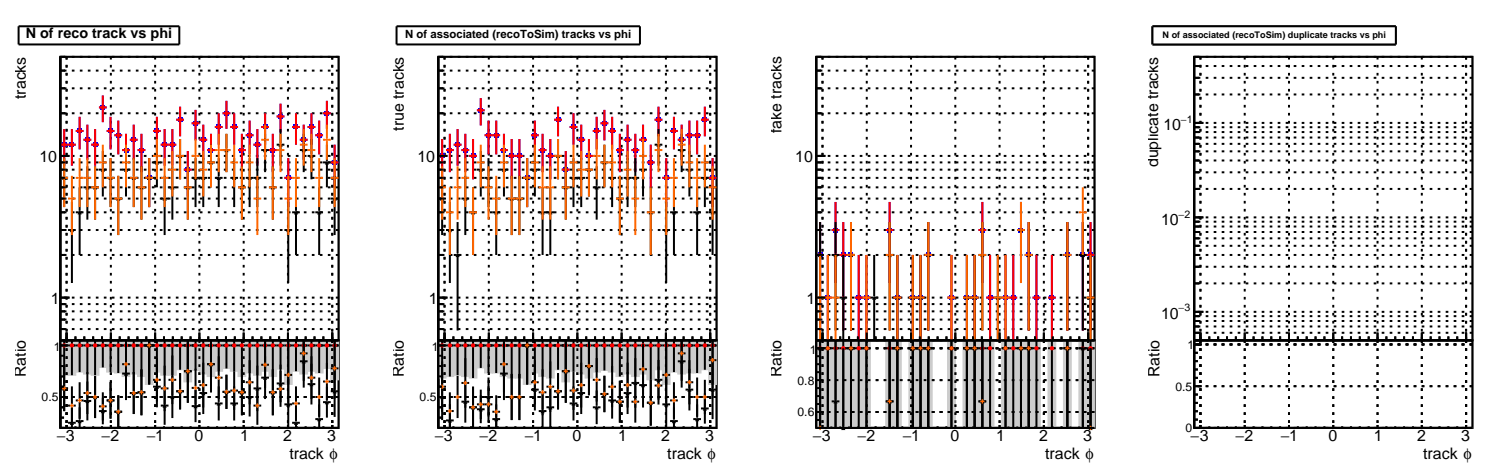 N of reco track vs phi
tracks
10
1
Ratio
1
0.5
−3 −2 −1 0 1 2 3
track ϕ
N of associated (recoToSim) tracks vs phi
true tracks
10
1
Ratio
1
0.5
−3 −2 −1 0 1 2 3
track ϕ
fake tracks
10
1
Ratio
1
0.8
0.6
−3 −2 −1 0 1 2 3
track ϕ
N of associated (recoToSim) duplicate tracks vs phi
duplicate tracks
10−1
10−2
10−3
Ratio
1
0.5
0
−3 −2 −1 0 1 2 3
track ϕ